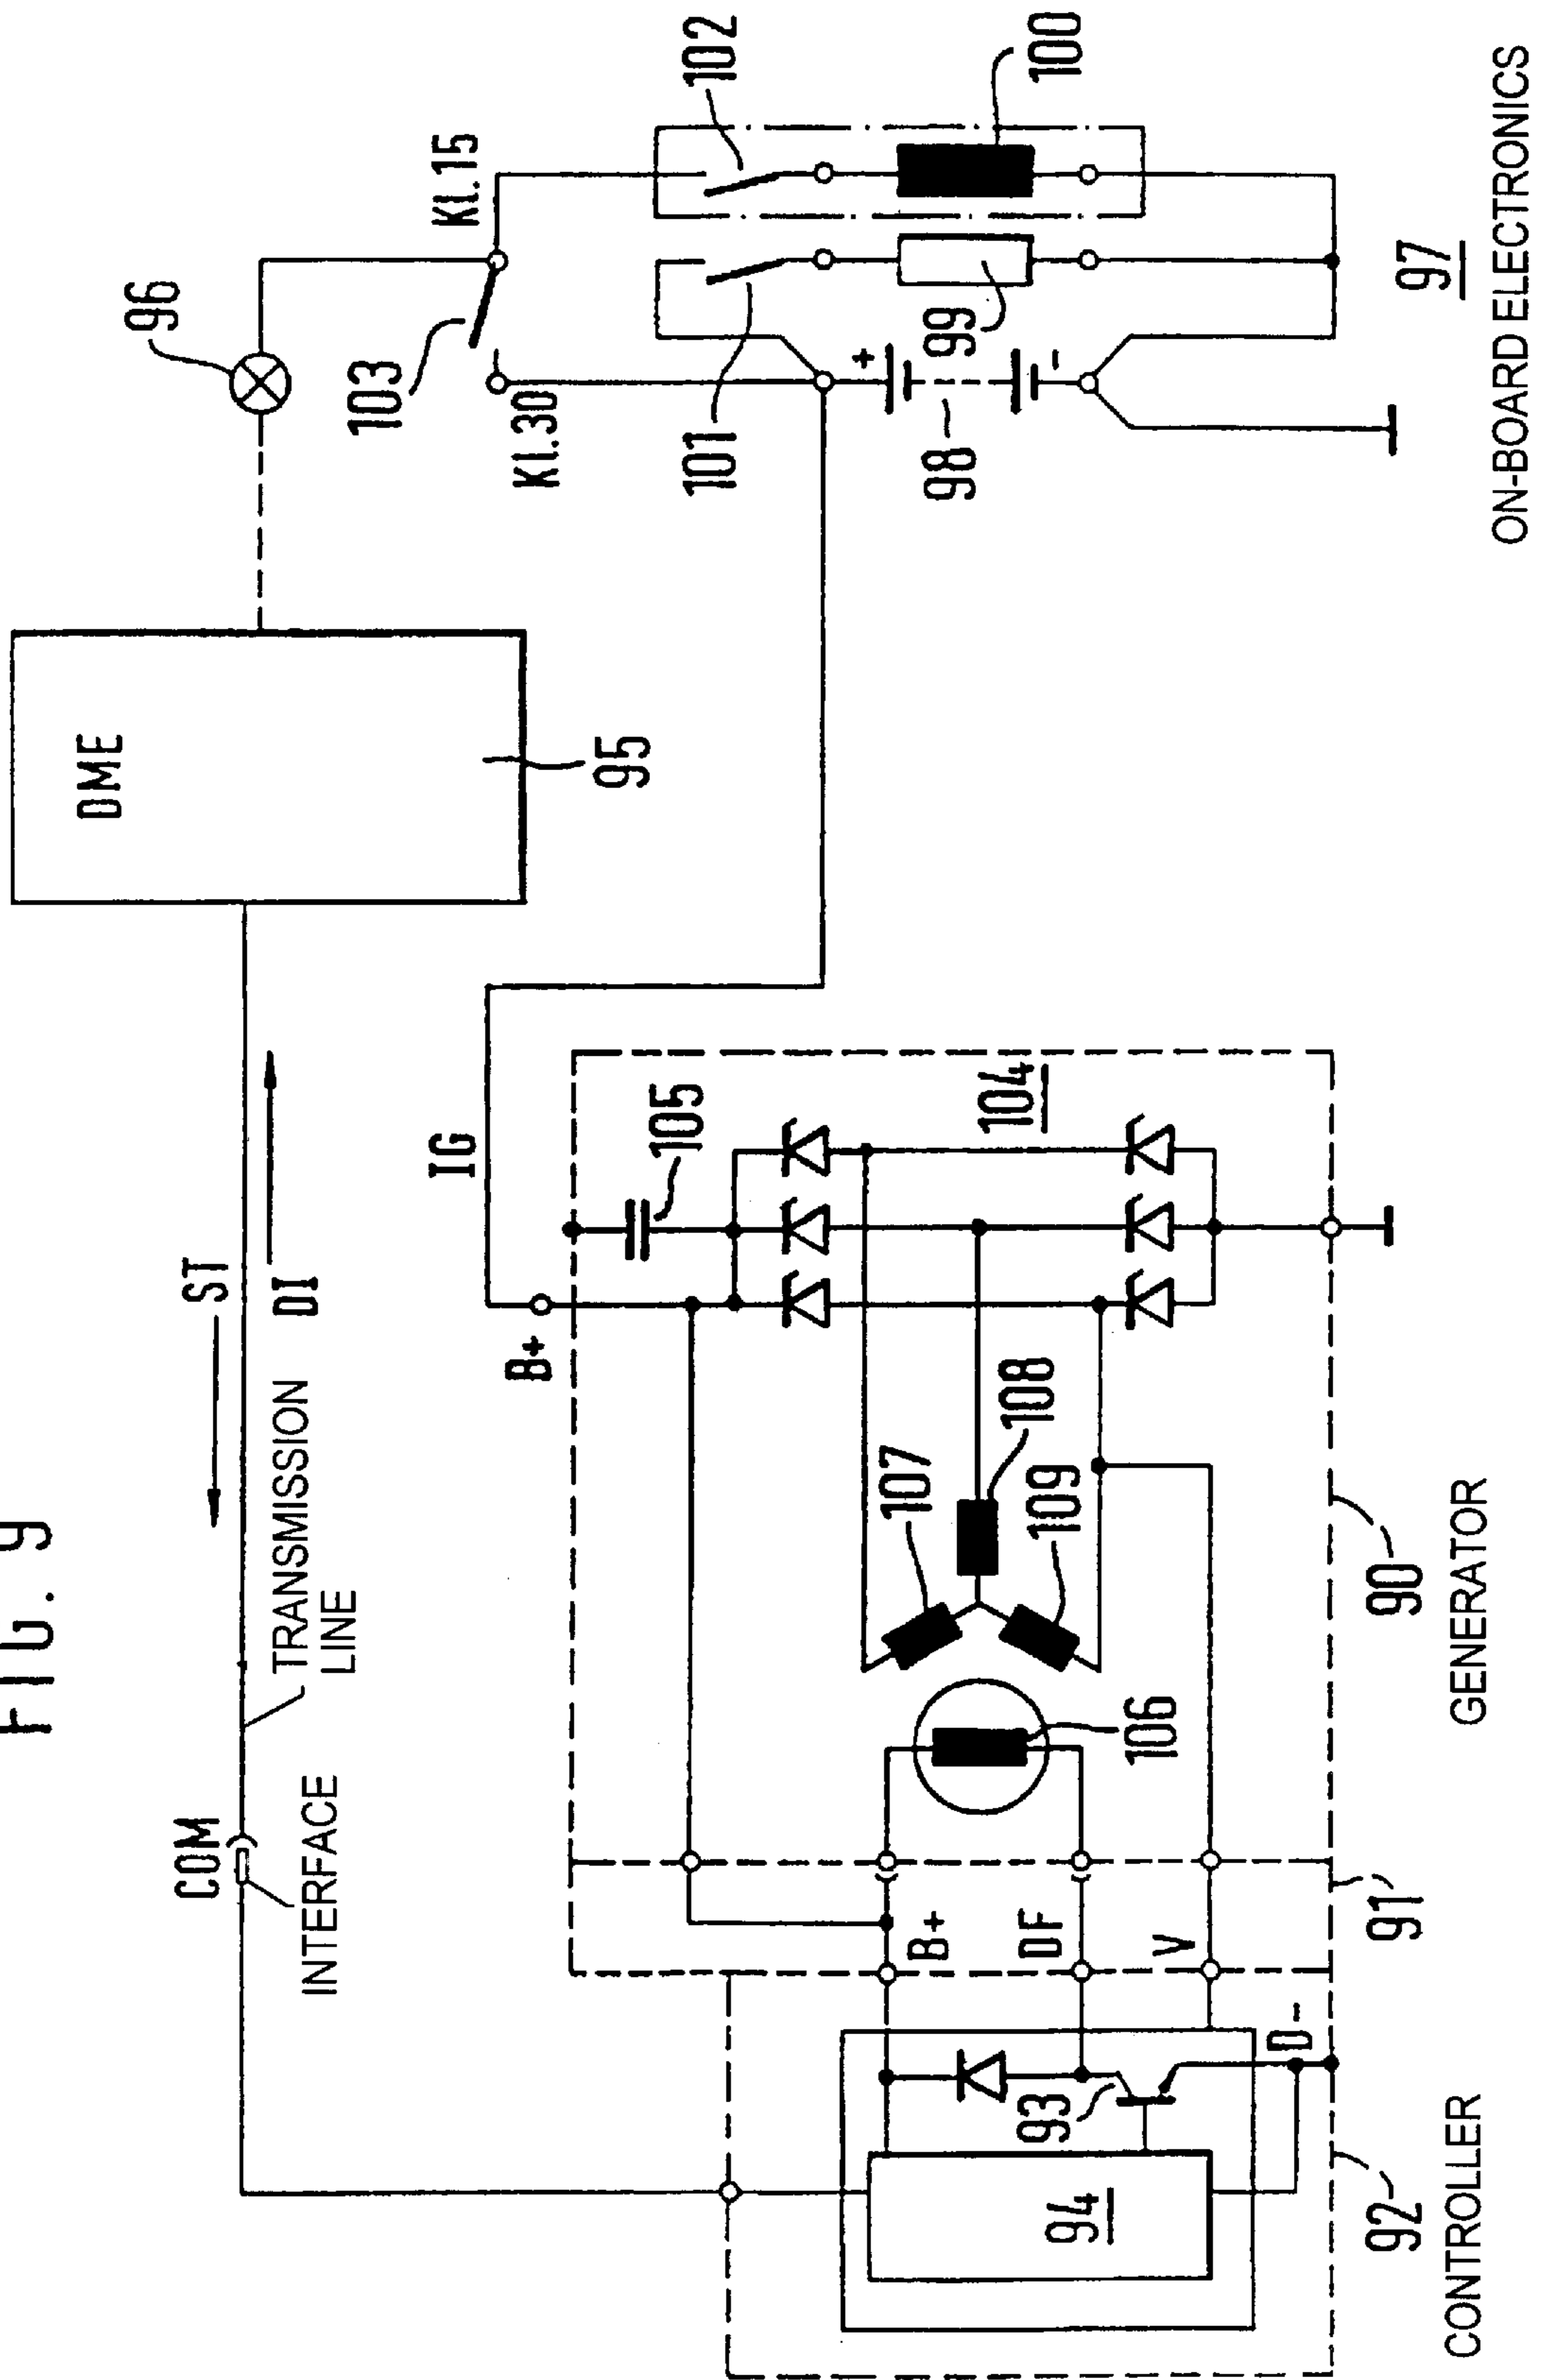 FIG. 9
COM
INTERFACE
TRANSMISSION
LINE
ST
DI
DME
95
96
103
Kl.15
Kl.30
102
101
100
99
98
+
-
97
ON-BOARD ELECTRONICS
IG
B+
105
104
107
108
109
106
90
GENERATOR
91
B+
DF
V
D-
93
94
92
CONTROLLER